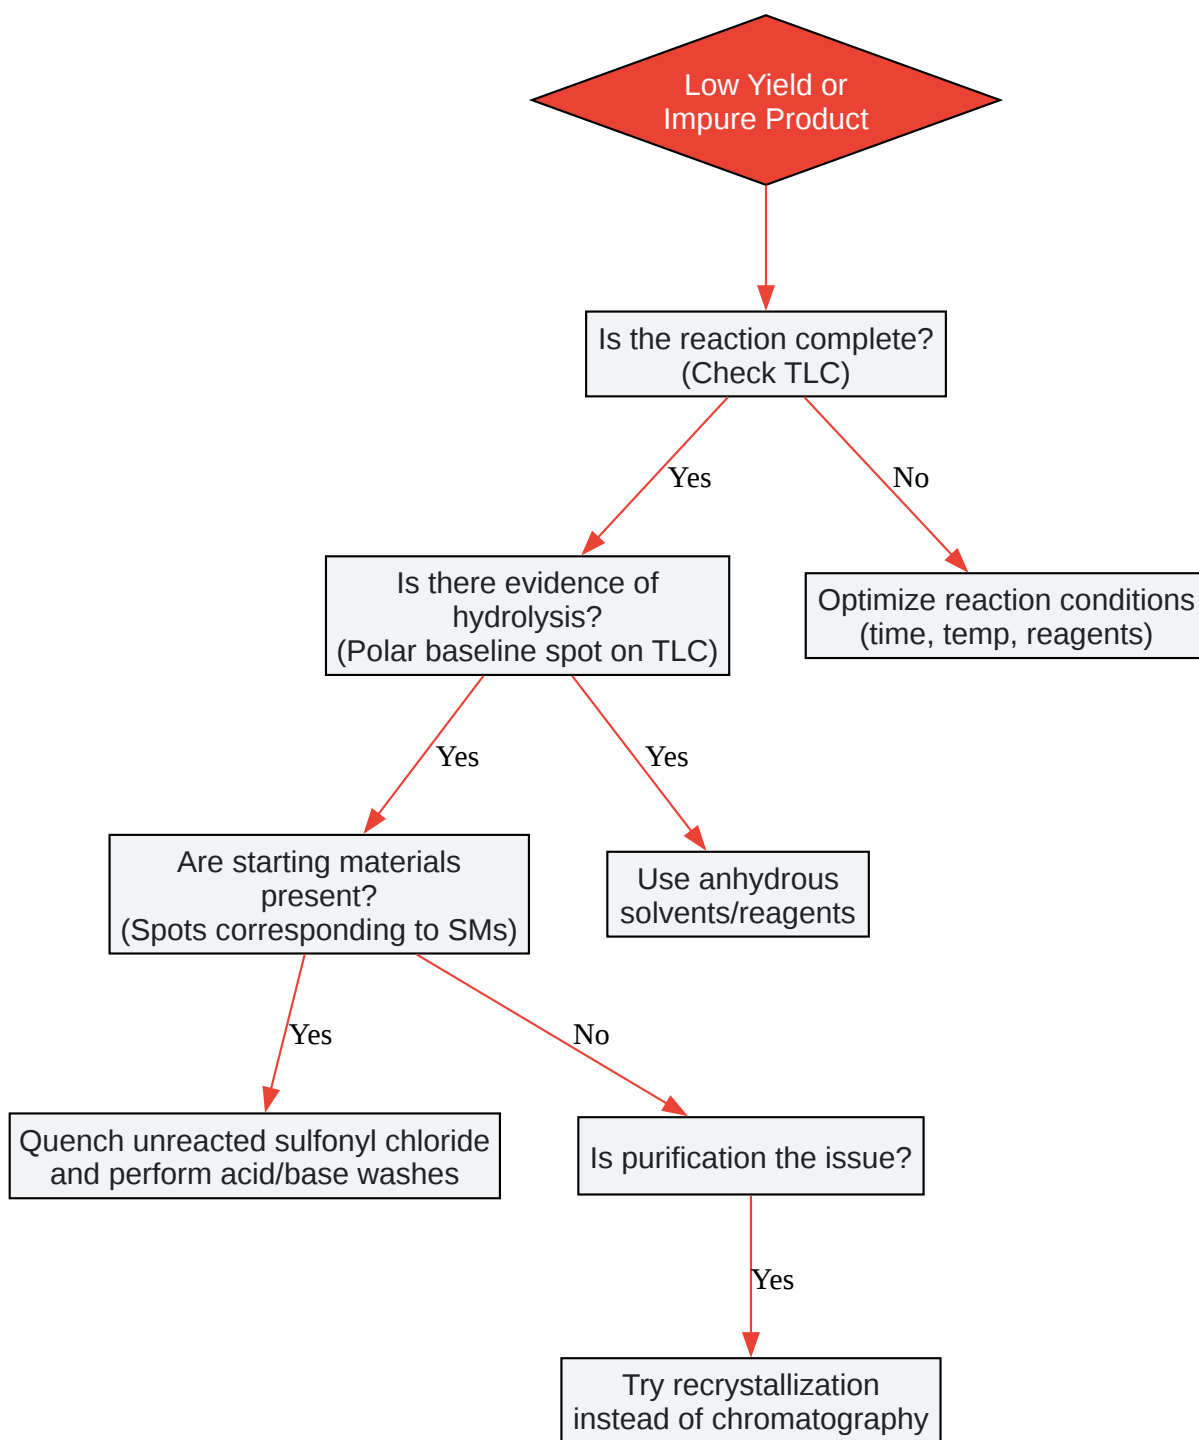 Low Yield or
Impure Product
Is the reaction complete?
(Check TLC)
Yes
No
Is there evidence of
hydrolysis?
(Polar baseline spot on TLC)
Optimize reaction conditions
(time, temp, reagents)
Yes
Yes
Are starting materials
present?
(Spots corresponding to SMs)
Use anhydrous
solvents/reagents
Yes
No
Quench unreacted sulfonyl chloride
and perform acid/base washes
Is purification the issue?
Yes
Try recrystallization
instead of chromatography